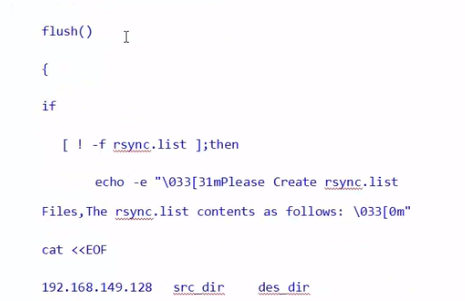 flush()
{
if
[ ! -f rsync.list ];then
echo -e "\033[31mPlease Create rsync.list
Files,The rsync.list contents as follows: \033[0m"
cat <<EOF
192.168.149.128 src_dir des_dir